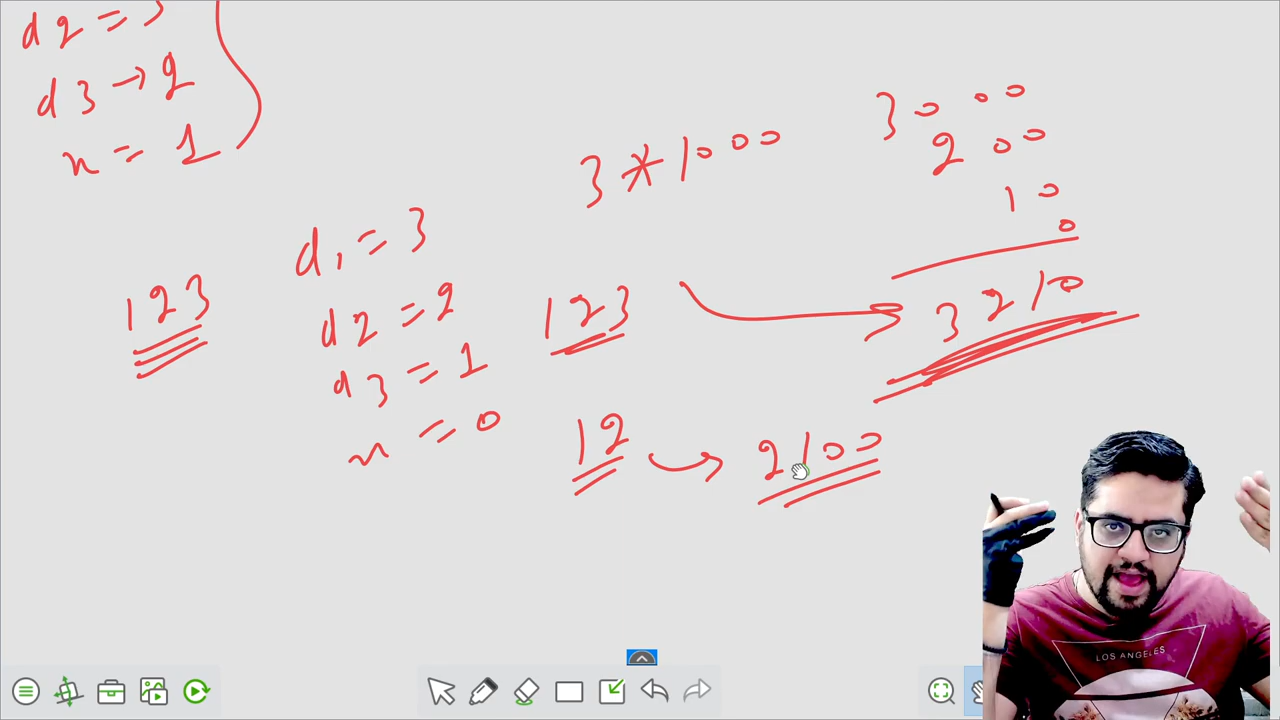 d2 = 3
d3 → 2
n = 1
3 * 1000
3000
200
10
0
3210
123
d1 = 3
d2 = 2
d3 = 1
n = 0
123
12
2100
LOS ANGELES